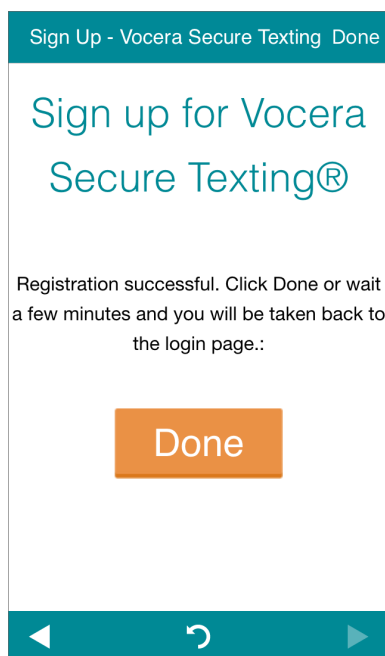 Sign Up - Vocera Secure Texting Done
Sign up for Vocera
Secure Texting®
Registration successful. Click Done or wait
a few minutes and you will be taken back to
the login page.:
Done